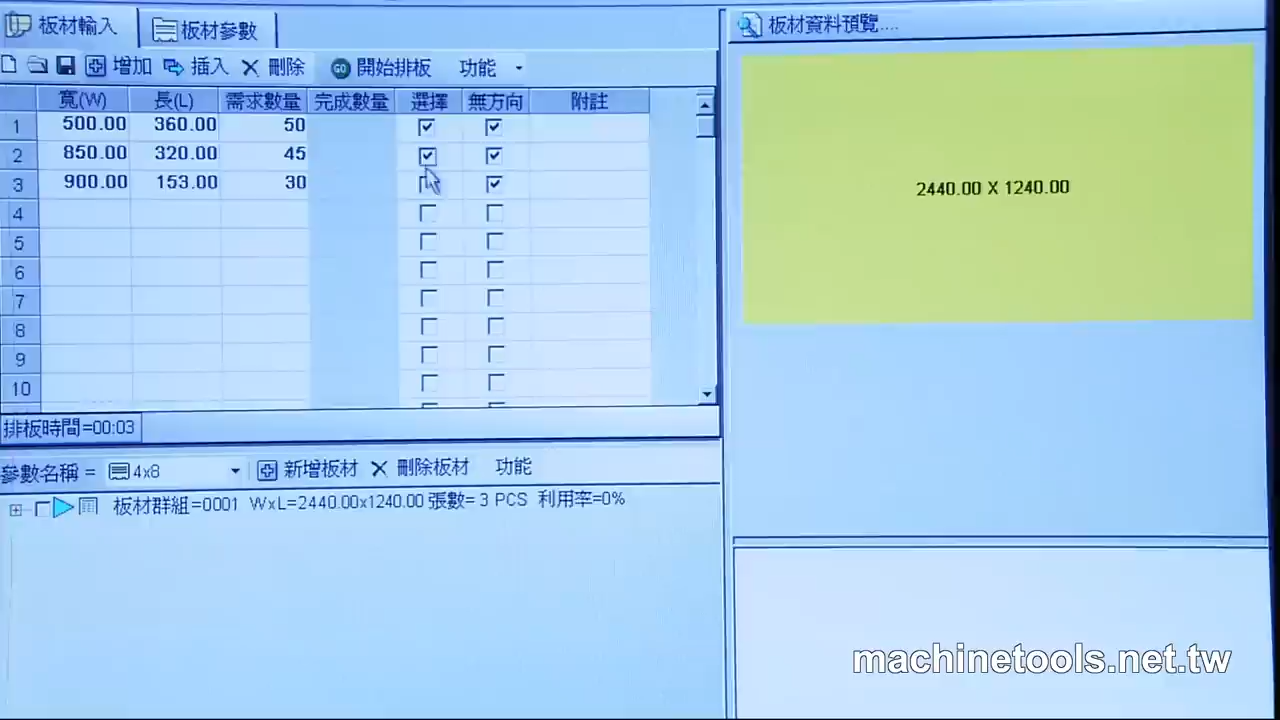 板材輸入 板材參數
增加 插入 刪除 GO 開始排板 功能
寬(W) 長(L) 需求數量 完成數量 選擇 無方向 附註
1 500.00 360.00 50
2 850.00 320.00 45
3 900.00 153.00 30
4
5
6
7
8
9
10
排板時間=00:03
參數名稱 = 4x8 新增板材 刪除板材 功能
板材群組=0001 WxL=2440.00x1240.00 張數= 3 PCS 利用率=0%
板材資料預覽....
2440.00 X 1240.00
machinetools.net.tw